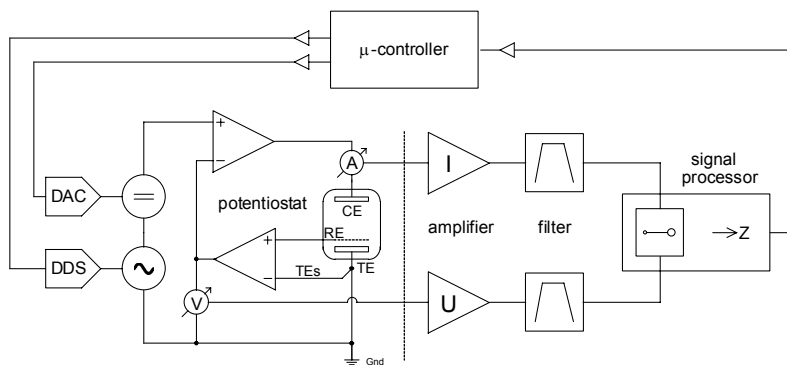 μ-controller
signal
processor
I
A
DAC
=
CE
potentiostat
amplifier
filter
→Z
RE
DDS
~
TEs
TE
V
U
Gnd
+
−
+
−